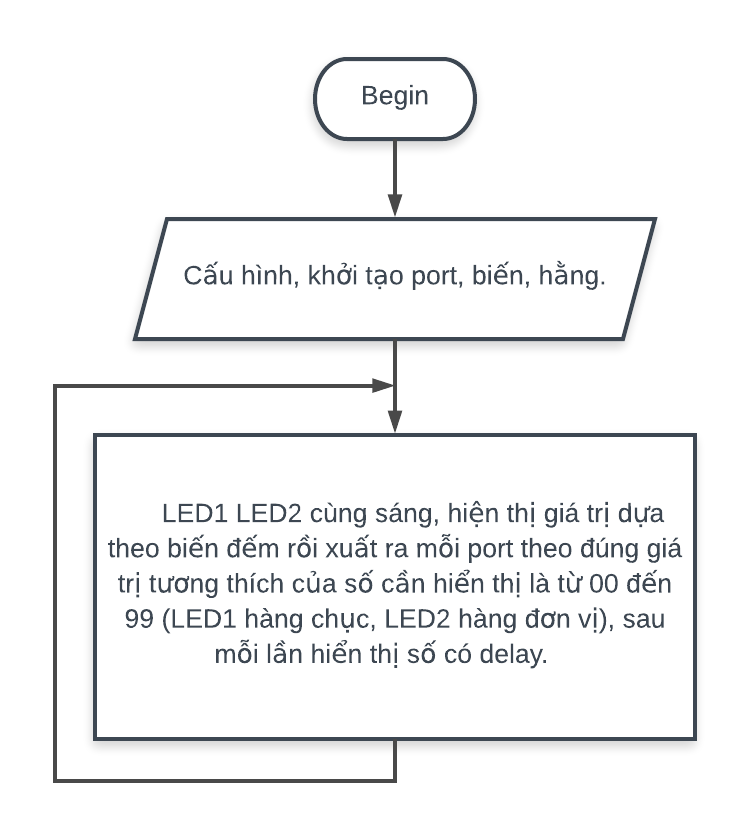 Begin
Cấu hình, khởi tạo port, biến, hằng.
LED1 LED2 cùng sáng, hiện thị giá trị dựa
theo biến đếm rồi xuất ra mỗi port theo đúng giá
trị tương thích của số cần hiển thị là từ 00 đến
99 (LED1 hàng chục, LED2 hàng đơn vị), sau
mỗi lần hiển thị số có delay.